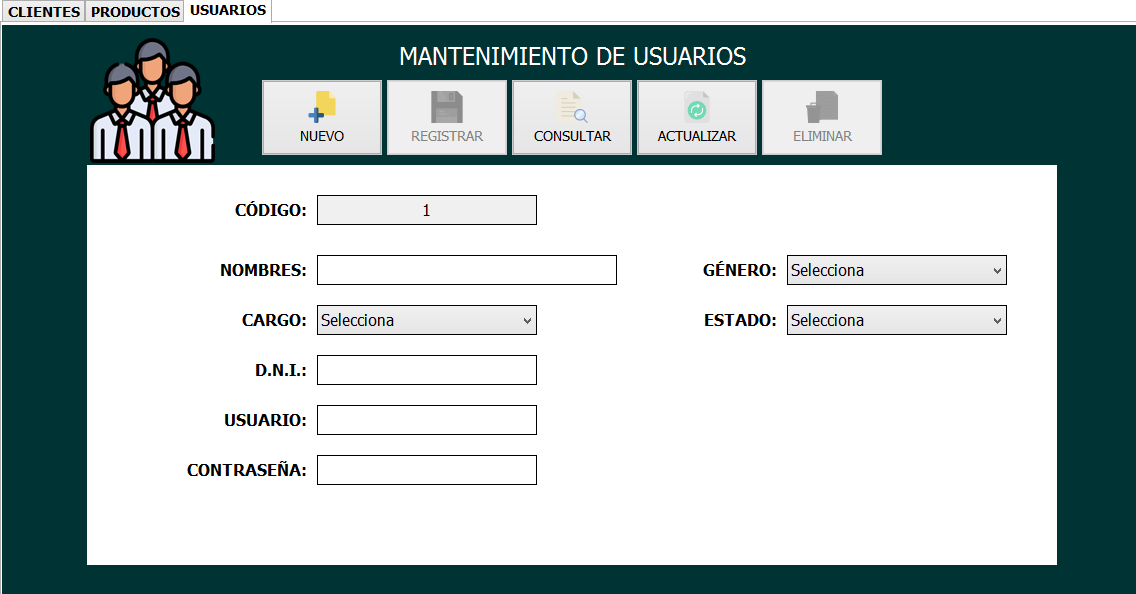 CLIENTES PRODUCTOS USUARIOS
MANTENIMIENTO DE USUARIOS
NUEVO REGISTRAR CONSULTAR ACTUALIZAR ELIMINAR
CÓDIGO: 1
NOMBRES: GÉNERO: Selecciona
CARGO: Selecciona ESTADO: Selecciona
D.N.I.:
USUARIO:
CONTRASEÑA: